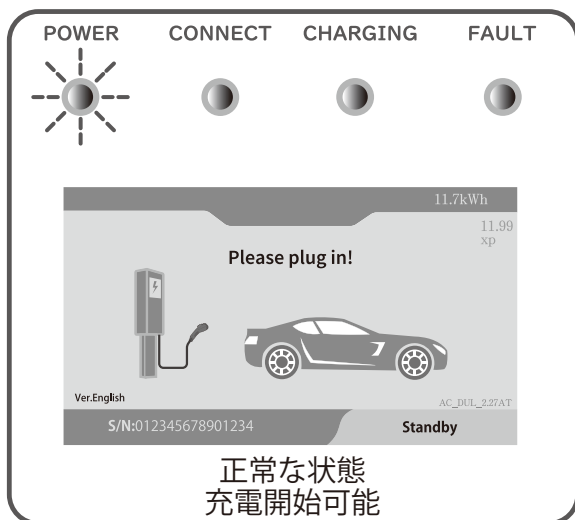 POWER CONNECT CHARGING FAULT
11.7kWh
11.99
xp
Please plug in!
Ver.English
AC_DUL_2.27AT
S/N:012345678901234 Standby
正常な状態
充電開始可能